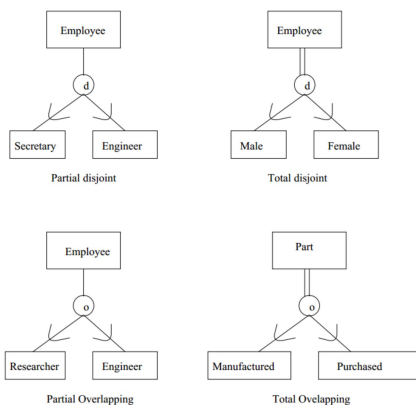 Employee
d
Secretary
Engineer
Partial disjoint
Employee
d
Male
Female
Total disjoint
Employee
o
Researcher
Engineer
Partial Overlapping
Part
o
Manufactured
Purchased
Total Ovelapping